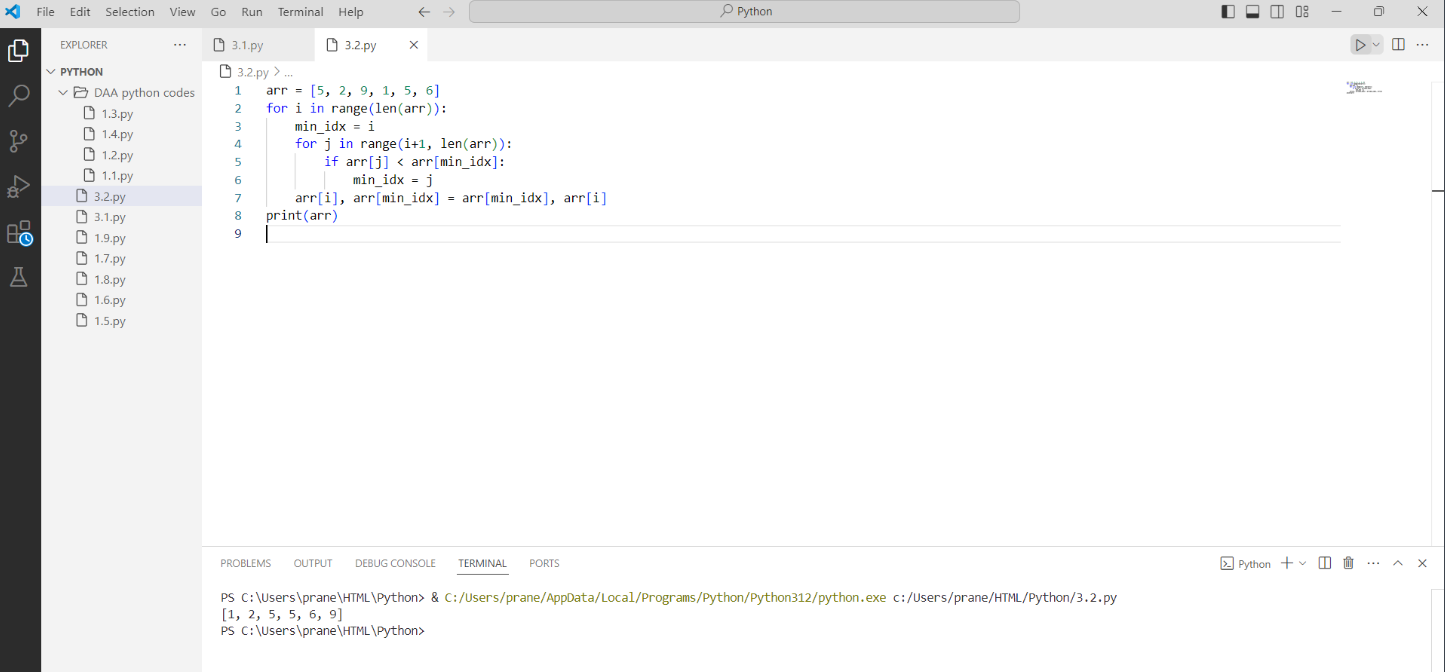 File Edit Selection View Go Run Terminal Help Python
EXPLORER
PYTHON
DAA python codes
1.3.py
1.4.py
1.2.py
1.1.py
3.2.py
3.1.py
1.9.py
1.7.py
1.8.py
1.6.py
1.5.py
3.1.py 3.2.py
3.2.py > ...
1 arr = [5, 2, 9, 1, 5, 6]
2 for i in range(len(arr)):
3     min_idx = i
4     for j in range(i+1, len(arr)):
5         if arr[j] < arr[min_idx]:
6             min_idx = j
7     arr[i], arr[min_idx] = arr[min_idx], arr[i]
8 print(arr)
9
PROBLEMS OUTPUT DEBUG CONSOLE TERMINAL PORTS Python
PS C:\Users\prane\HTML\Python> & C:/Users/prane/AppData/Local/Programs/Python/Python312/python.exe c:/Users/prane/HTML/Python/3.2.py
[1, 2, 5, 5, 6, 9]
PS C:\Users\prane\HTML\Python>